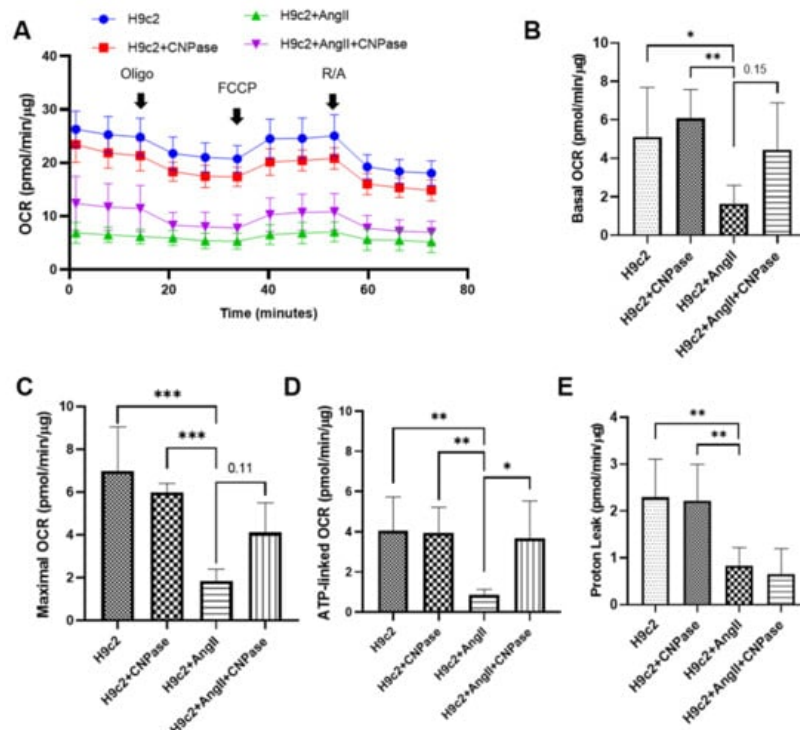 A
H9c2
H9c2+AngII
H9c2+CNPase
H9c2+AngII+CNPase
Oligo
FCCP
R/A
OCR (pmol/min/μg)
40
30
20
10
0
0
20
40
60
80
Time (minutes)
B
*
**
0.15
Basal OCR (pmol/min/μg)
8
6
4
2
0
H9c2
H9c2+CNPase
H9c2+AngII
H9c2+AngII+CNPase
C
***
***
0.11
Maximal OCR (pmol/min/μg)
10
8
6
4
2
0
H9c2
H9c2+CNPase
H9c2+AngII
H9c2+AngII+CNPase
D
**
**
*
ATP-linked OCR (pmol/min/μg)
10
8
6
4
2
0
H9c2
H9c2+CNPase
H9c2+AngII
H9c2+AngII+CNPase
E
**
**
Proton Leak (pmol/min/μg)
4
3
2
1
0
H9c2
H9c2+CNPase
H9c2+AngII
H9c2+AngII+CNPase